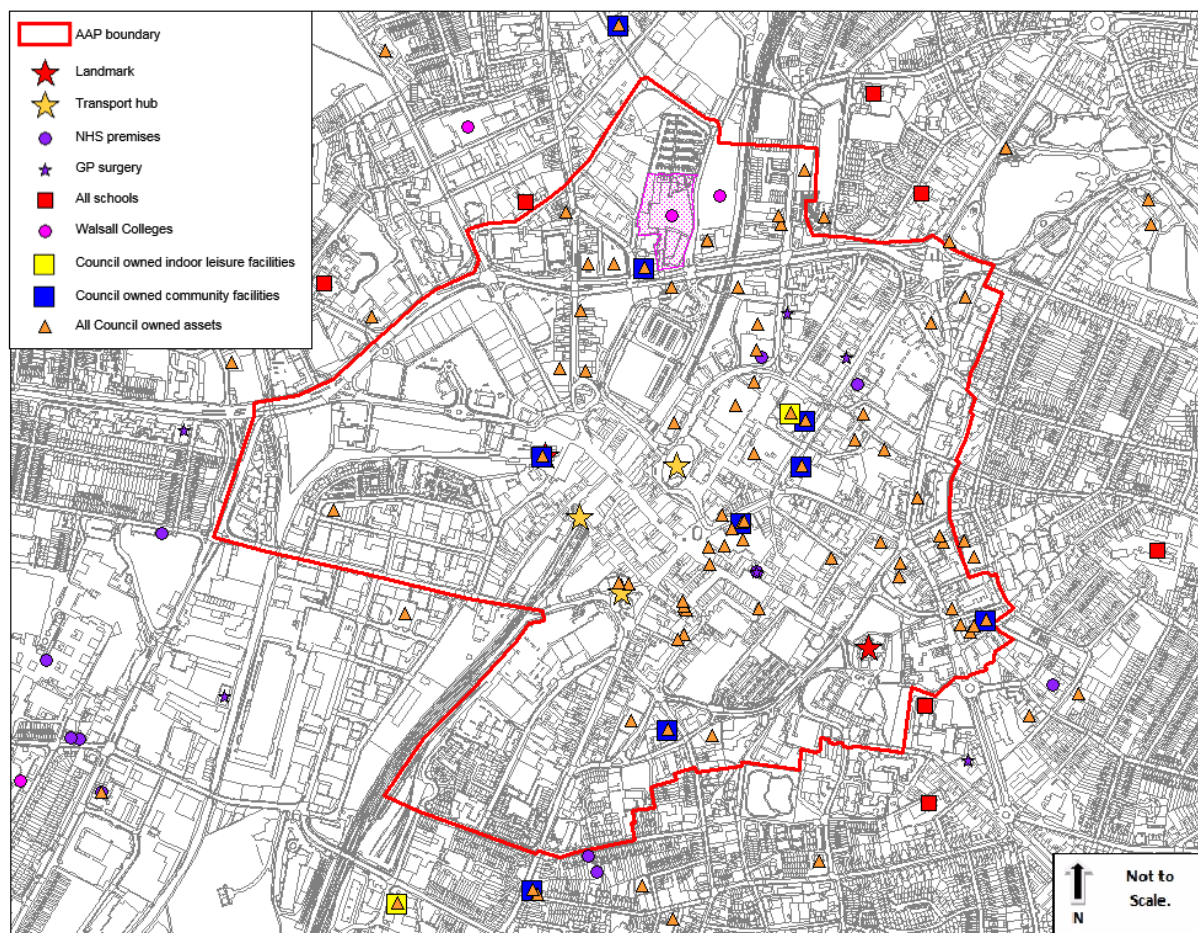 AAP boundary
Landmark
Transport hub
NHS premises
GP surgery
All schools
Walsall Colleges
Council owned indoor leisure facilities
Council owned community facilities
All Council owned assets
Not to
Scale.
N